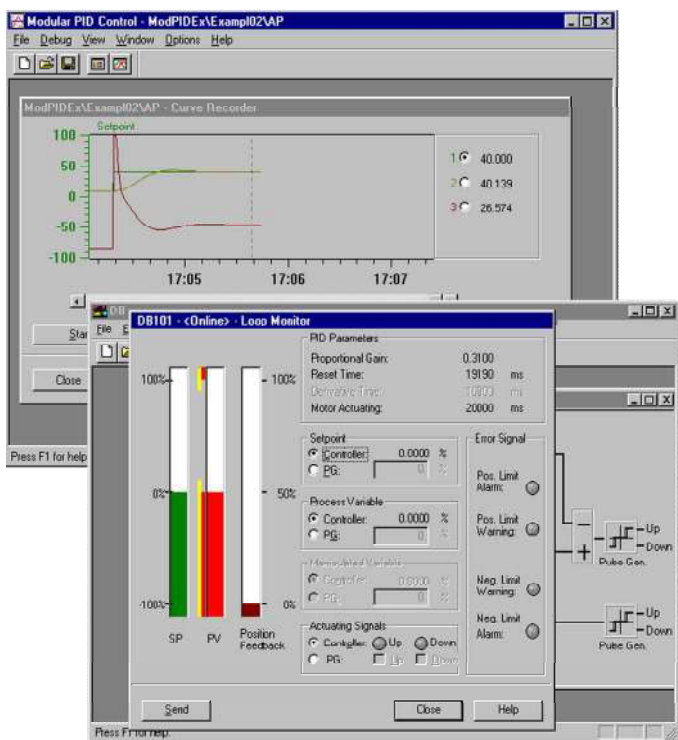 Modular PID Control - ModPIDEx\Exampl02\AP
File Debug View Window Options Help
ModPIDEx\Exampl02\AP - Curve Recorder
Setpoint
100
50
0
-50
-100
17:05 17:06 17:07
1 40.000
2 40.139
3 26.574
Close
Press F1 for help
DB101 - <Online> - Loop Monitor
File
100%
0%
-100%
SP
PV
100%
50%
0%
Position
Feedback
PID Parameters
Proportional Gain: 0.3100
Reset Time: 19190 ms
Derivative Time: ms
Motor Actuating: 20000 ms
Setpoint
Controller: 0.0000 %
PG: 0 %
Process Variable
Controller: 0.0000 %
PG: 0 %
Manipulated Variable
Controller: 0.0000 %
PG: 0 %
Actuating Signals
Controller: Up Down
PG: Up Down
Error Signal
Pos. Limit
Alarm:
Pos. Limit
Warning:
Neg. Limit
Warning:
Neg. Limit
Alarm:
Send
Close
Help
Up
Down
Pulse Gen.
Up
Down
Pulse Gen.
Press F1 for help.